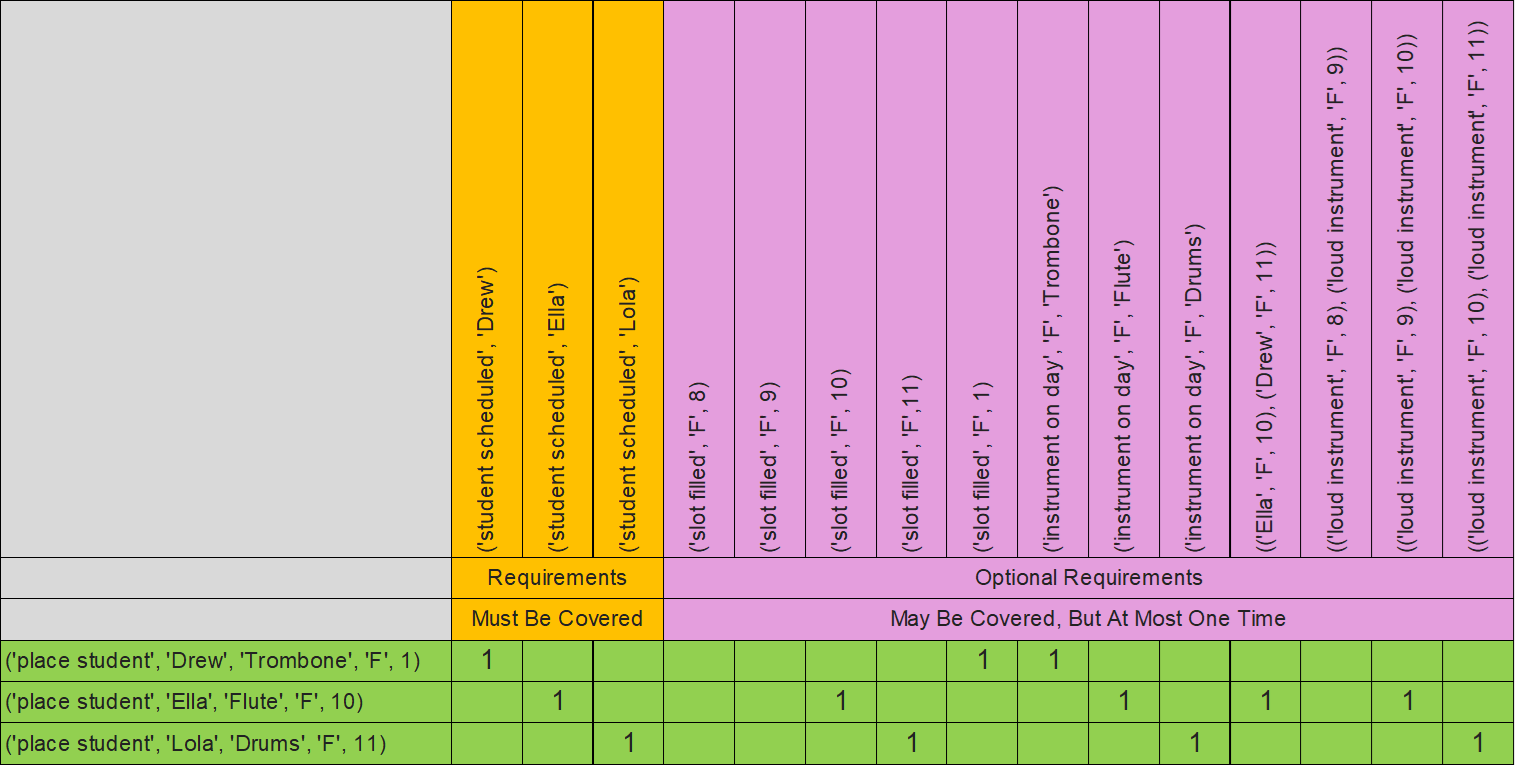 ('student scheduled', 'Drew')
('student scheduled', 'Ella')
('student scheduled', 'Lola')
('slot filled', 'F', 8)
('slot filled', 'F', 9)
('slot filled', 'F', 10)
('slot filled', 'F',11)
('slot filled', 'F', 1)
('instrument on day', 'F', 'Trombone')
('instrument on day', 'F', 'Flute')
('instrument on day', 'F', 'Drums')
(('Ella', 'F', 10), ('Drew', 'F', 11))
(('loud instrument', 'F', 8), ('loud instrument', 'F', 9))
(('loud instrument', 'F', 9), ('loud instrument', 'F', 10))
(('loud instrument', 'F', 10), ('loud instrument', 'F', 11))
Requirements Optional Requirements
Must Be Covered May Be Covered, But At Most One Time
('place student', 'Drew', 'Trombone', 'F', 1) 1 1 1
('place student', 'Ella', 'Flute', 'F', 10) 1 1 1 1 1
('place student', 'Lola', 'Drums', 'F', 11) 1 1 1 1